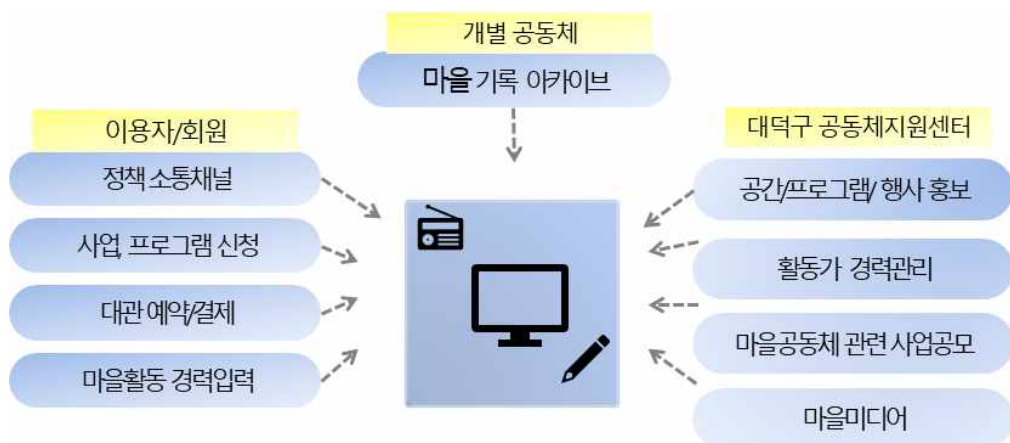 개별 공동체
마을 기록 아카이브
이용자/회원
정책 소통채널
사업, 프로그램 신청
대관 예약/결제
마을활동 경력입력
대덕구 공동체지원센터
공간/프로그램/ 행사 홍보
활동가 경력관리
마을공동체 관련 사업공모
마을미디어